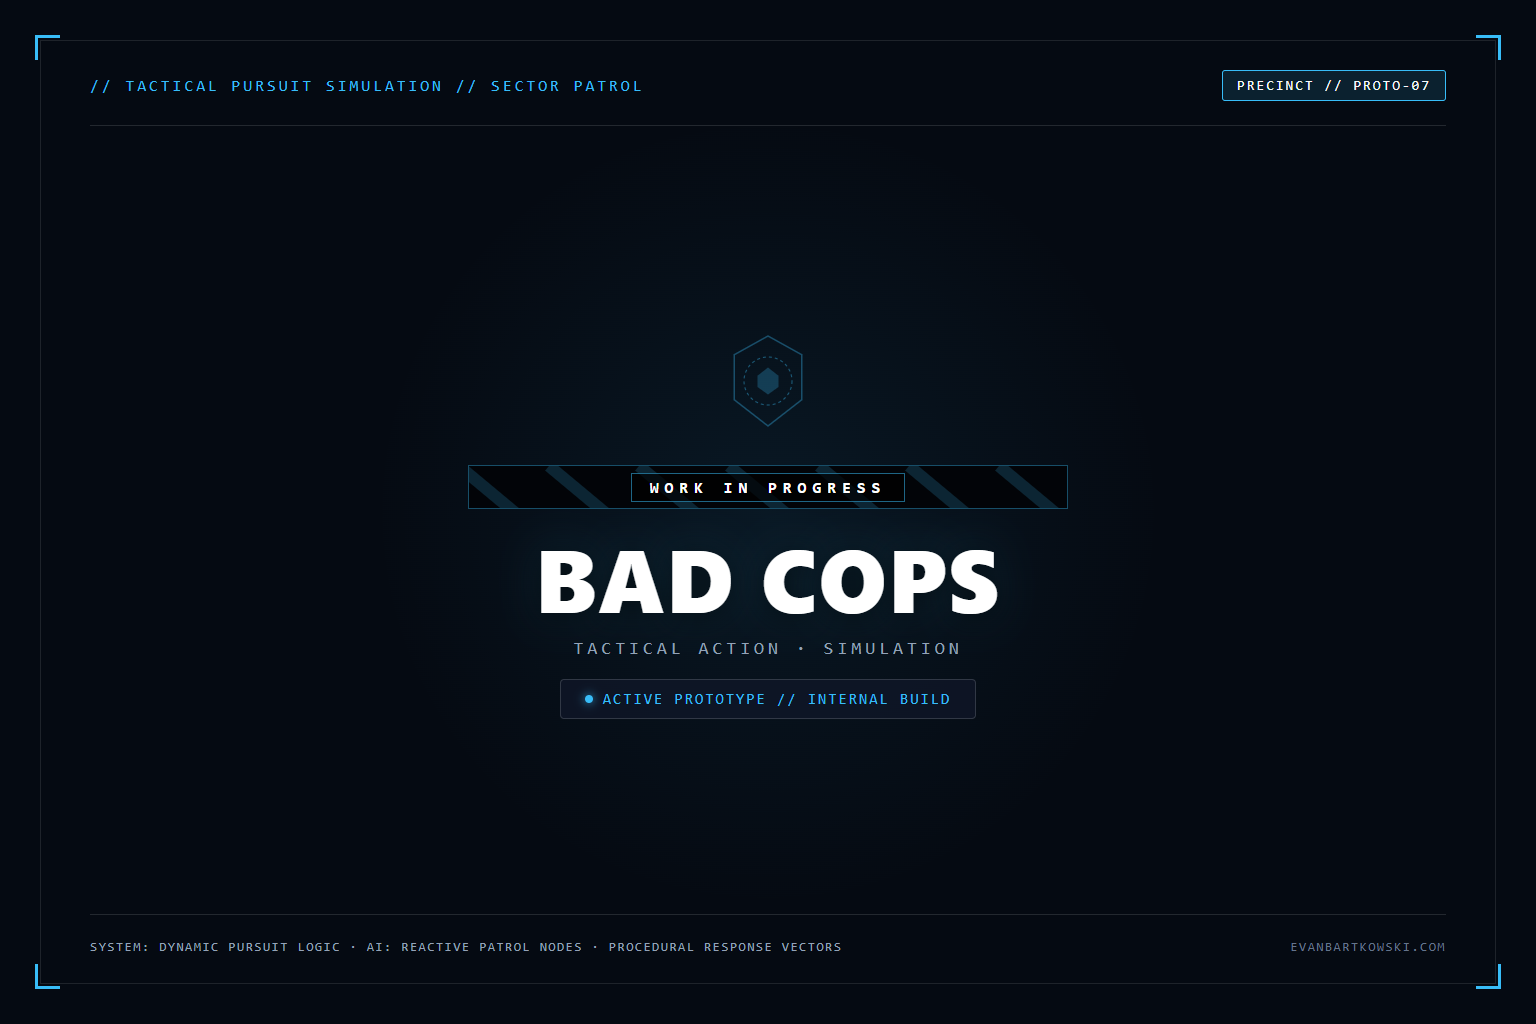 // TACTICAL PURSUIT SIMULATION // SECTOR PATROL
PRECINCT // PROTO-07
WORK IN PROGRESS
BAD COPS
TACTICAL ACTION · SIMULATION
ACTIVE PROTOTYPE // INTERNAL BUILD
SYSTEM: DYNAMIC PURSUIT LOGIC · AI: REACTIVE PATROL NODES · PROCEDURAL RESPONSE VECTORS
EVANBARTKOWSKI.COM